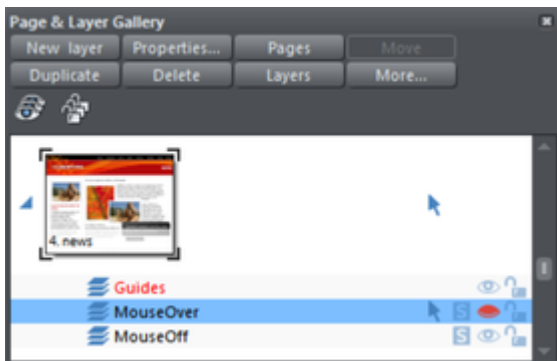 Page & Layer Gallery
New layer
Properties...
Pages
Move
Duplicate
Delete
Layers
More...
4. news
Guides
MouseOver
S
MouseOff
S